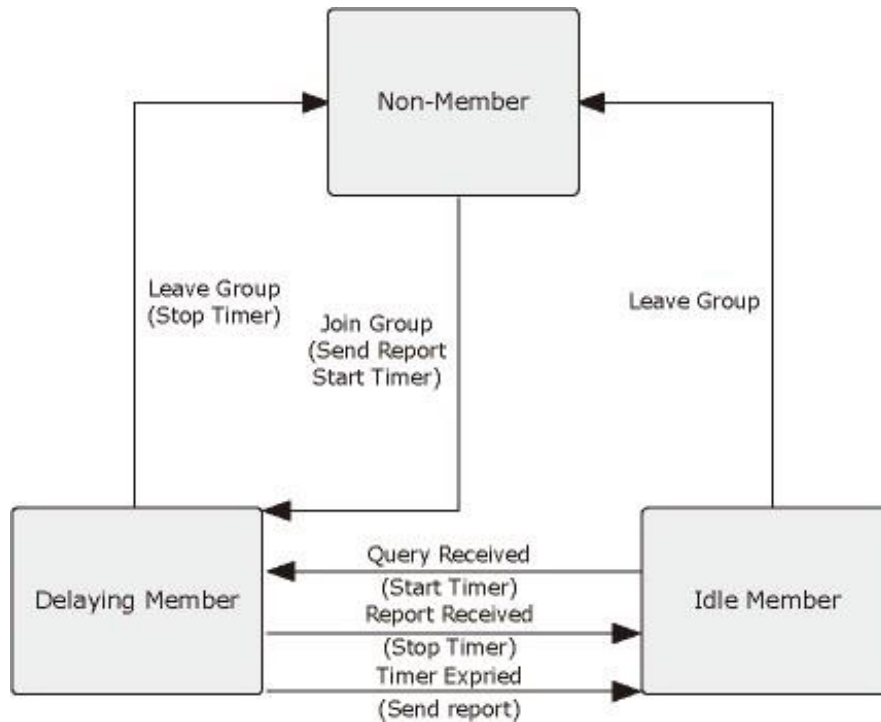 Non-Member
Leave Group
(Stop Timer)
Join Group
(Send Report
Start Timer)
Leave Group
Delaying Member
Query Received
(Start Timer)
Report Received
(Stop Timer)
Timer Expried
(Send report)
Idle Member